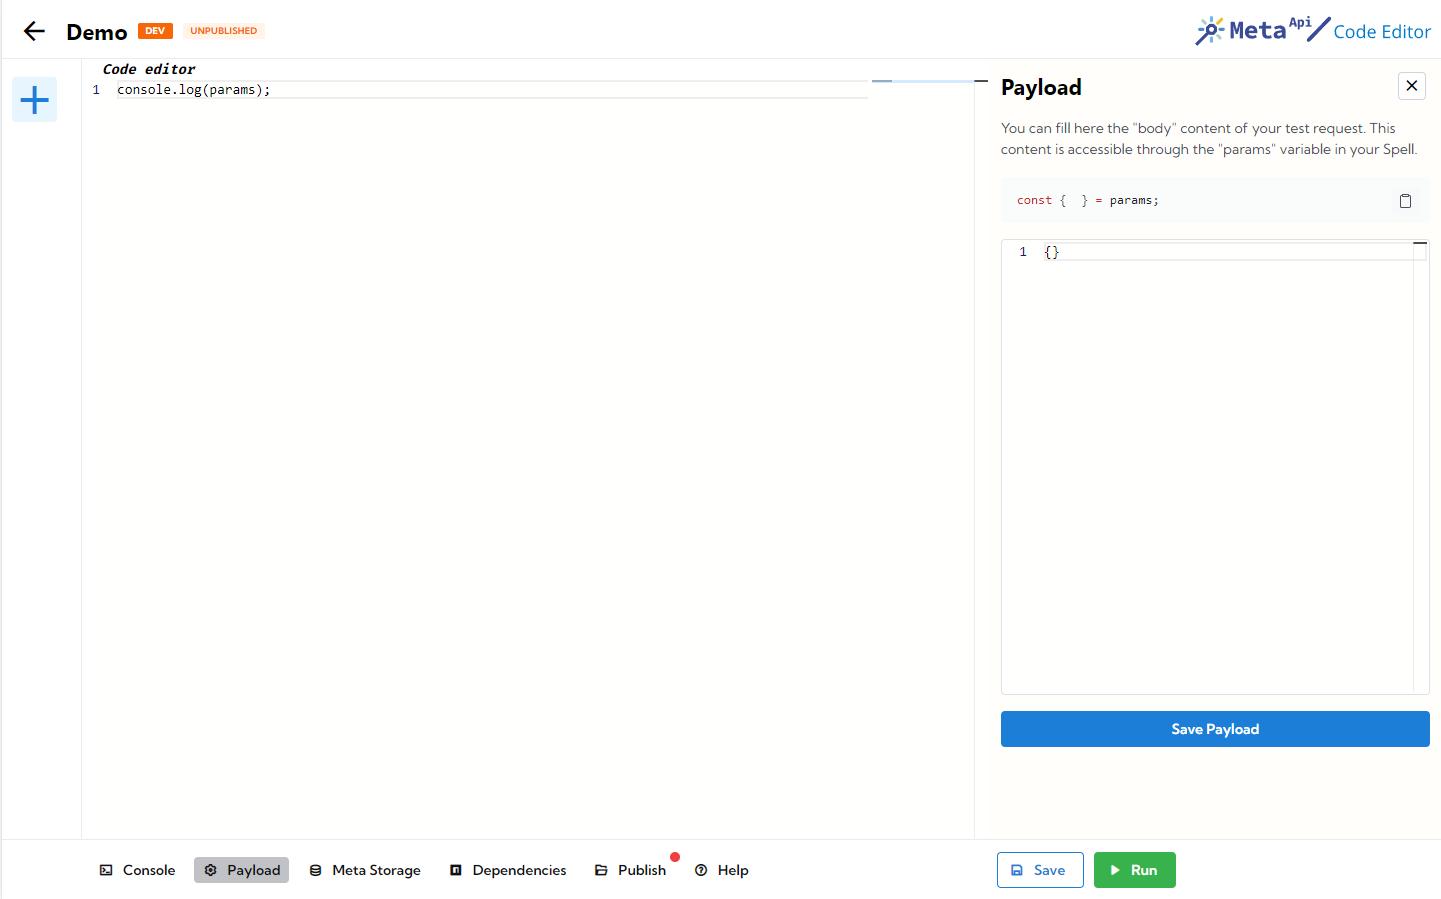 Demo DEV UNPUBLISHED
Meta Api Code Editor
Code editor
1 console.log(params);
Payload
You can fill here the "body" content of your test request. This
content is accessible through the "params" variable in your Spell.
const {  } = params;
1 {}
Save Payload
Console Payload Meta Storage Dependencies Publish Help Save Run